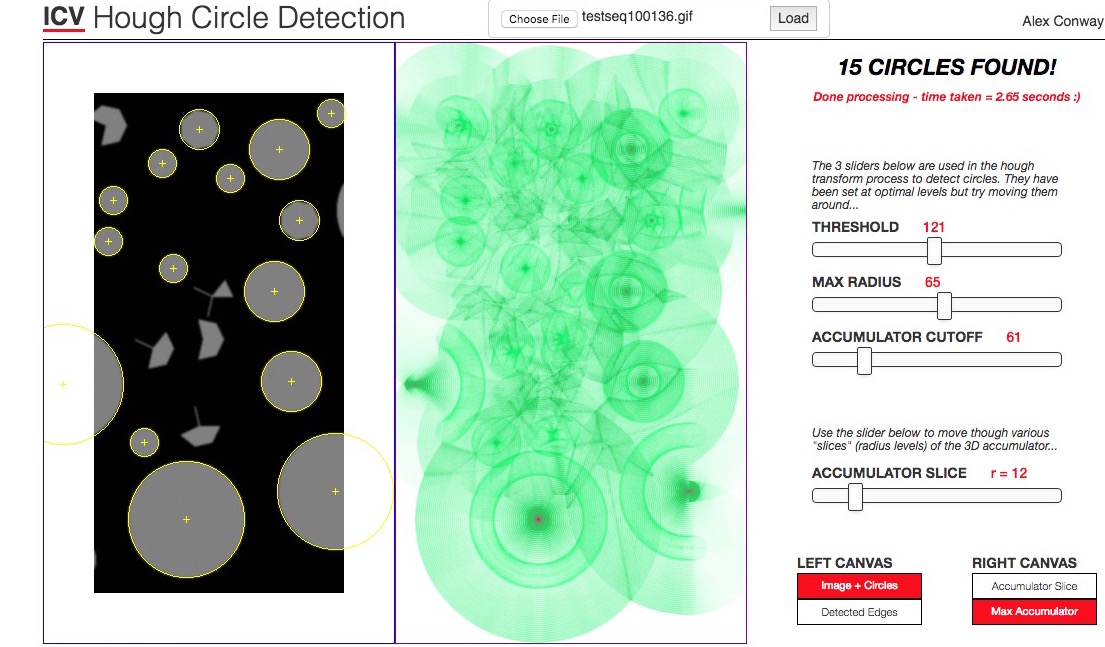 ICV Hough Circle Detection
Choose File testseq100136.gif Load
Alex Conway
15 CIRCLES FOUND!
Done processing - time taken = 2.65 seconds :)
The 3 sliders below are used in the hough
transform process to detect circles. They have
been set at optimal levels but try moving them
around...
THRESHOLD 121
MAX RADIUS 65
ACCUMULATOR CUTOFF 61
Use the slider below to move though various
"slices" (radius levels) of the 3D accumulator...
ACCUMULATOR SLICE r = 12
LEFT CANVAS
Image + Circles
Detected Edges
RIGHT CANVAS
Accumulator Slice
Max Accumulator